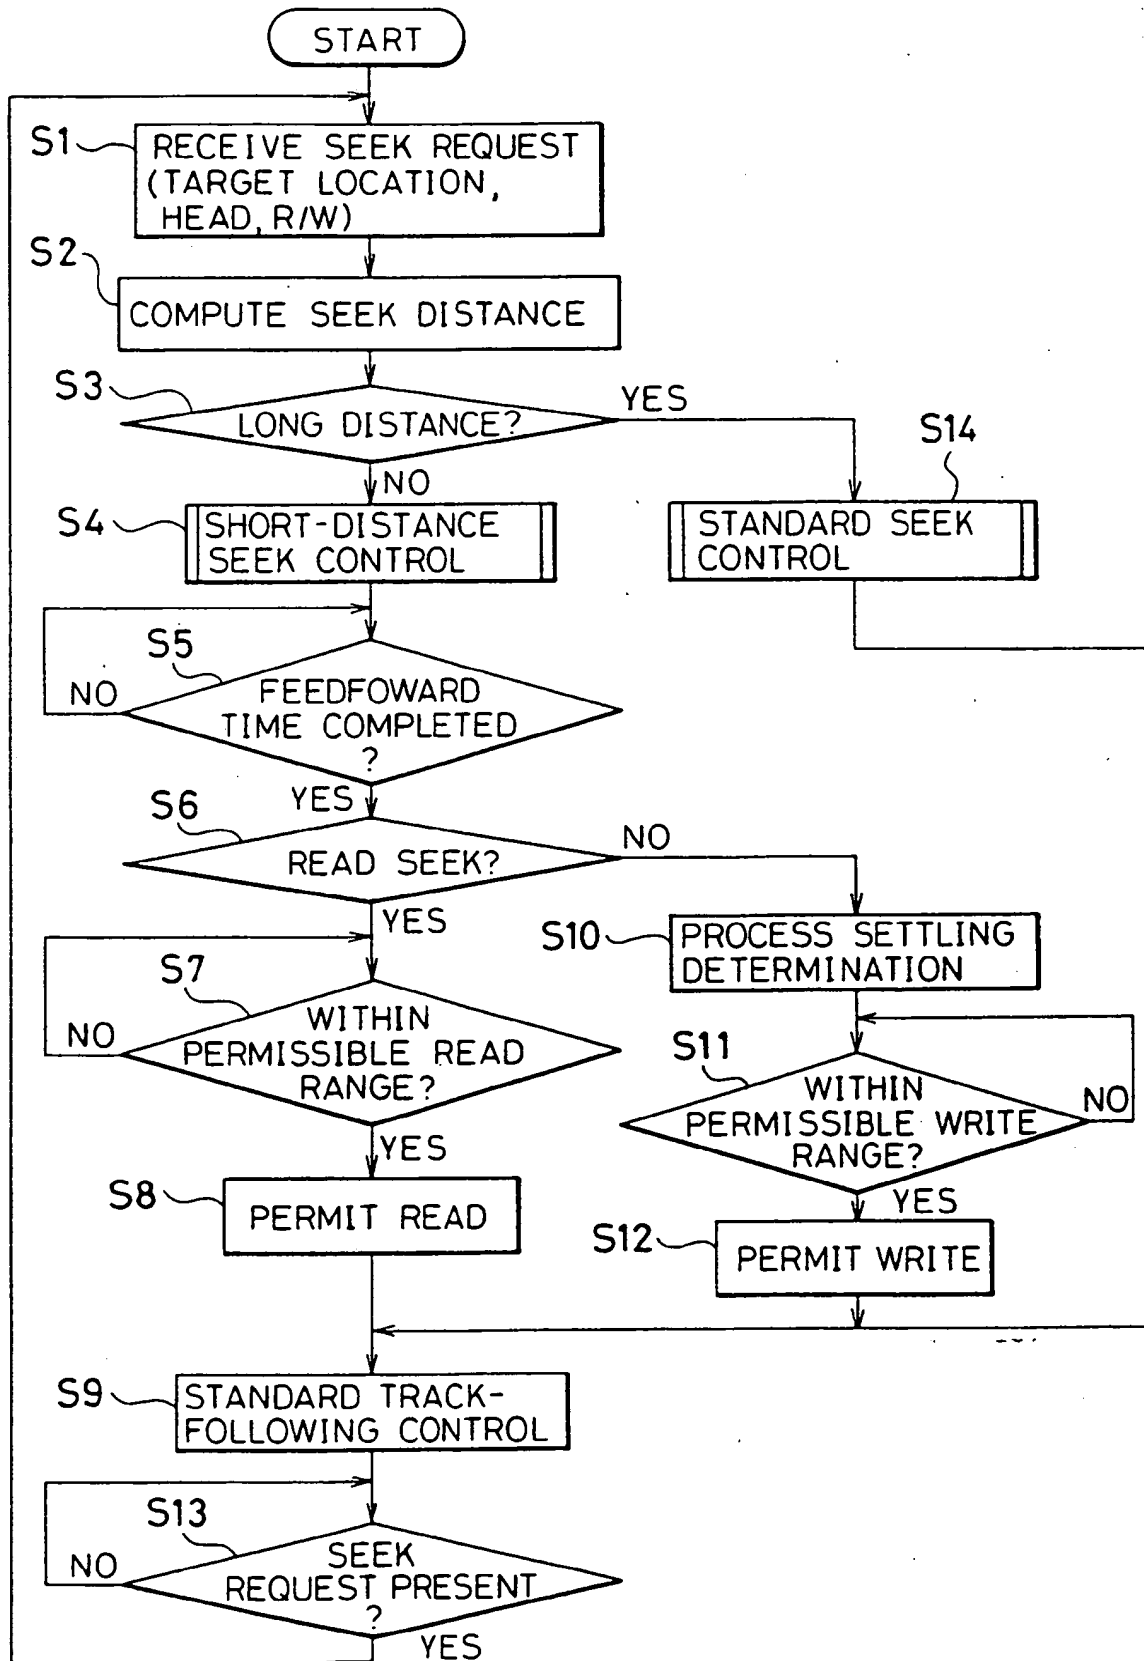 START
S1
RECEIVE SEEK REQUEST
(TARGET LOCATION,
HEAD, R/W)
S2
COMPUTE SEEK DISTANCE
S3
LONG DISTANCE?
YES
NO
S14
S4
SHORT-DISTANCE
SEEK CONTROL
STANDARD SEEK
CONTROL
S5
NO
FEEDFOWARD
TIME COMPLETED
?
YES
S6
READ SEEK?
NO
YES
S10
PROCESS SETTLING
DETERMINATION
S7
NO
WITHIN
PERMISSIBLE READ
RANGE?
YES
S11
WITHIN
PERMISSIBLE WRITE
RANGE?
NO
YES
S8
PERMIT READ
S12
PERMIT WRITE
S9
STANDARD TRACK-
FOLLOWING CONTROL
S13
NO
SEEK
REQUEST PRESENT
?
YES